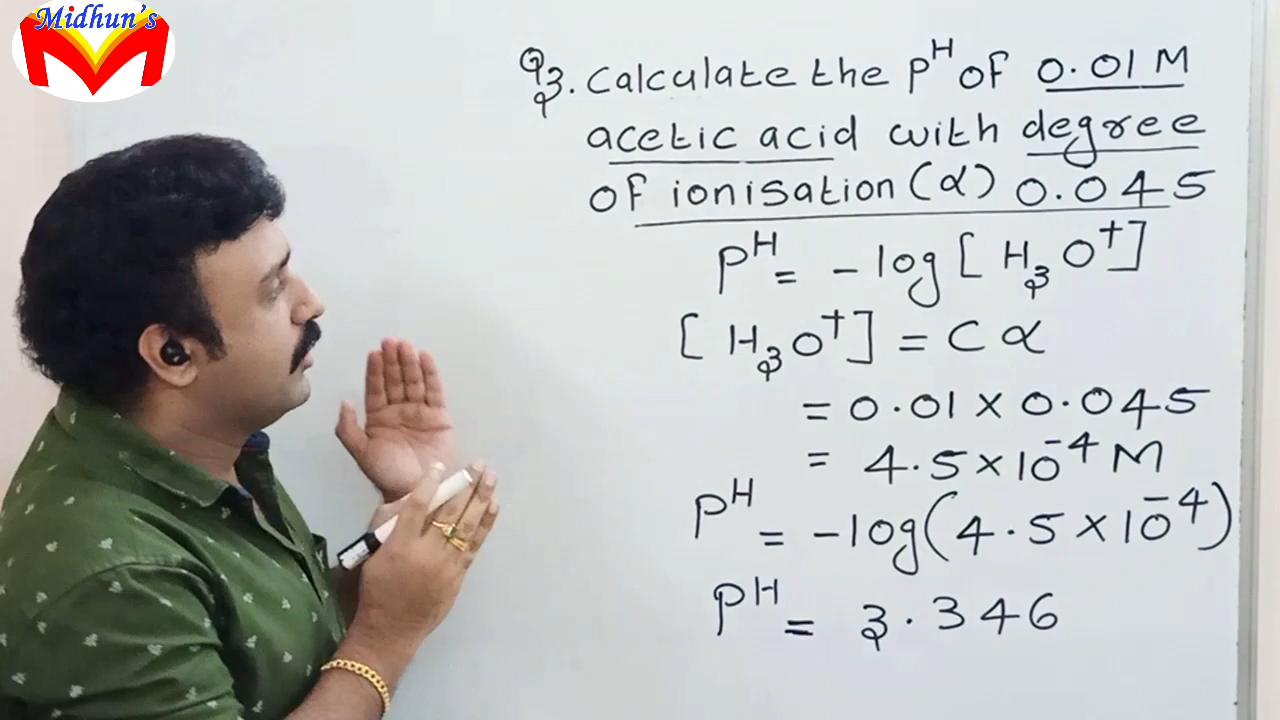 Midhun's
Q3. Calculate the pH of 0.01 M
acetic acid with degree
of ionisation (α) 0.045
pH = -log [H₃O⁺]
[H₃O⁺] = C α
= 0.01 × 0.045
= 4.5 × 10⁻⁴ M
pH = -log(4.5 × 10⁻⁴)
pH = 3.346